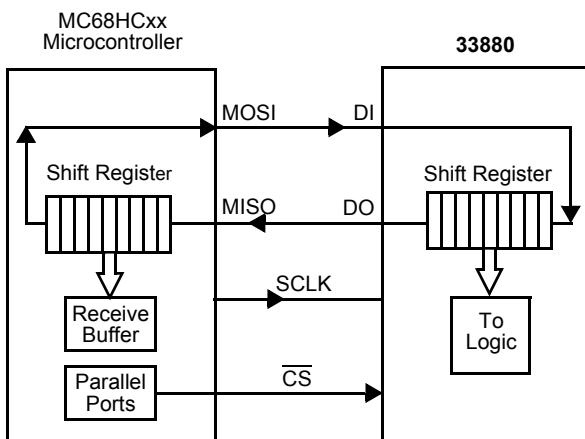 MC68HCxx
Microcontroller
33880
MOSI
DI
Shift Register
Shift Register
MISO
DO
SCLK
Receive
Buffer
To
Logic
Parallel
Ports
CS